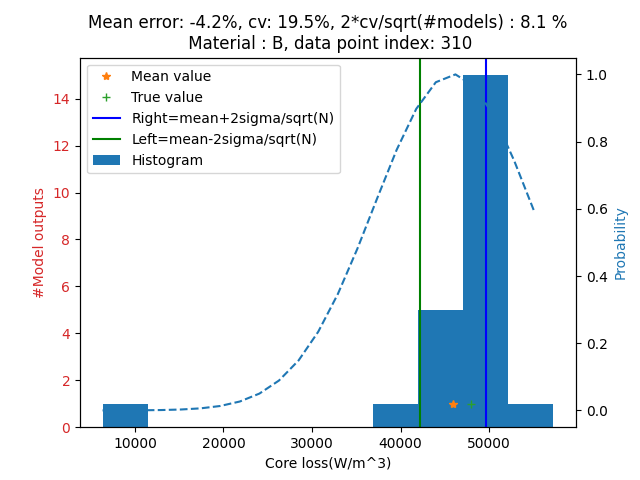 Mean error: -4.2%, cv: 19.5%, 2*cv/sqrt(#models) : 8.1 %
Material : B, data point index: 310
Mean value
True value
Right=mean+2sigma/sqrt(N)
Left=mean-2sigma/sqrt(N)
Histogram
14
12
10
8
6
4
2
0
#Model outputs
1.0
0.8
0.6
0.4
0.2
0.0
Probability
10000 20000 30000 40000 50000
Core loss(W/m^3)